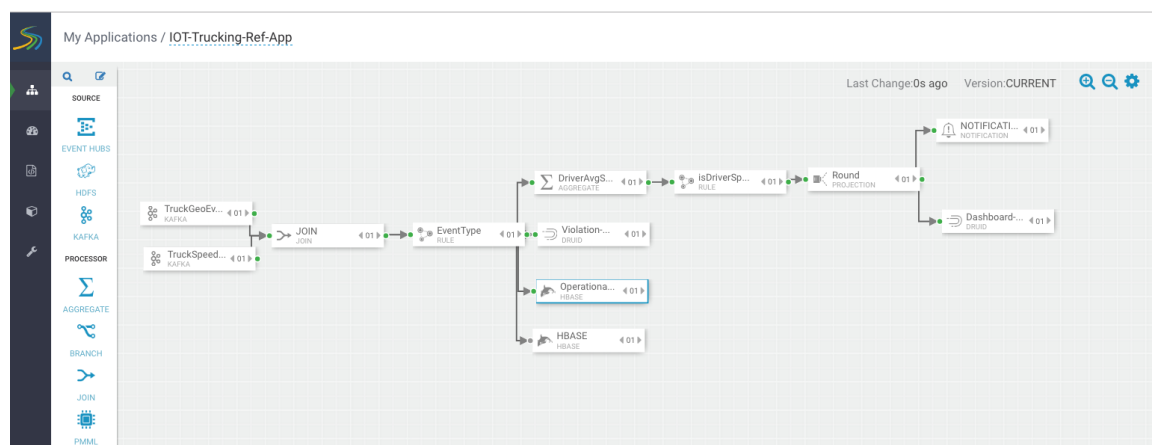 My Applications / IOT-Trucking-Ref-App
Last Change:0s ago Version:CURRENT
SOURCE
EVENT HUBS
HDFS
KAFKA
PROCESSOR
AGGREGATE
BRANCH
JOIN
PMML
TruckGeoEv...
KAFKA
01
TruckSpeed...
KAFKA
01
JOIN
JOIN
01
EventType
RULE
01
DriverAvgS...
AGGREGATE
01
Violation-...
DRUID
01
Operationa...
HBASE
01
HBASE
HBASE
01
isDriverSp...
RULE
01
Round
PROJECTION
01
NOTIFICATI...
NOTIFICATION
01
Dashboard-...
DRUID
01